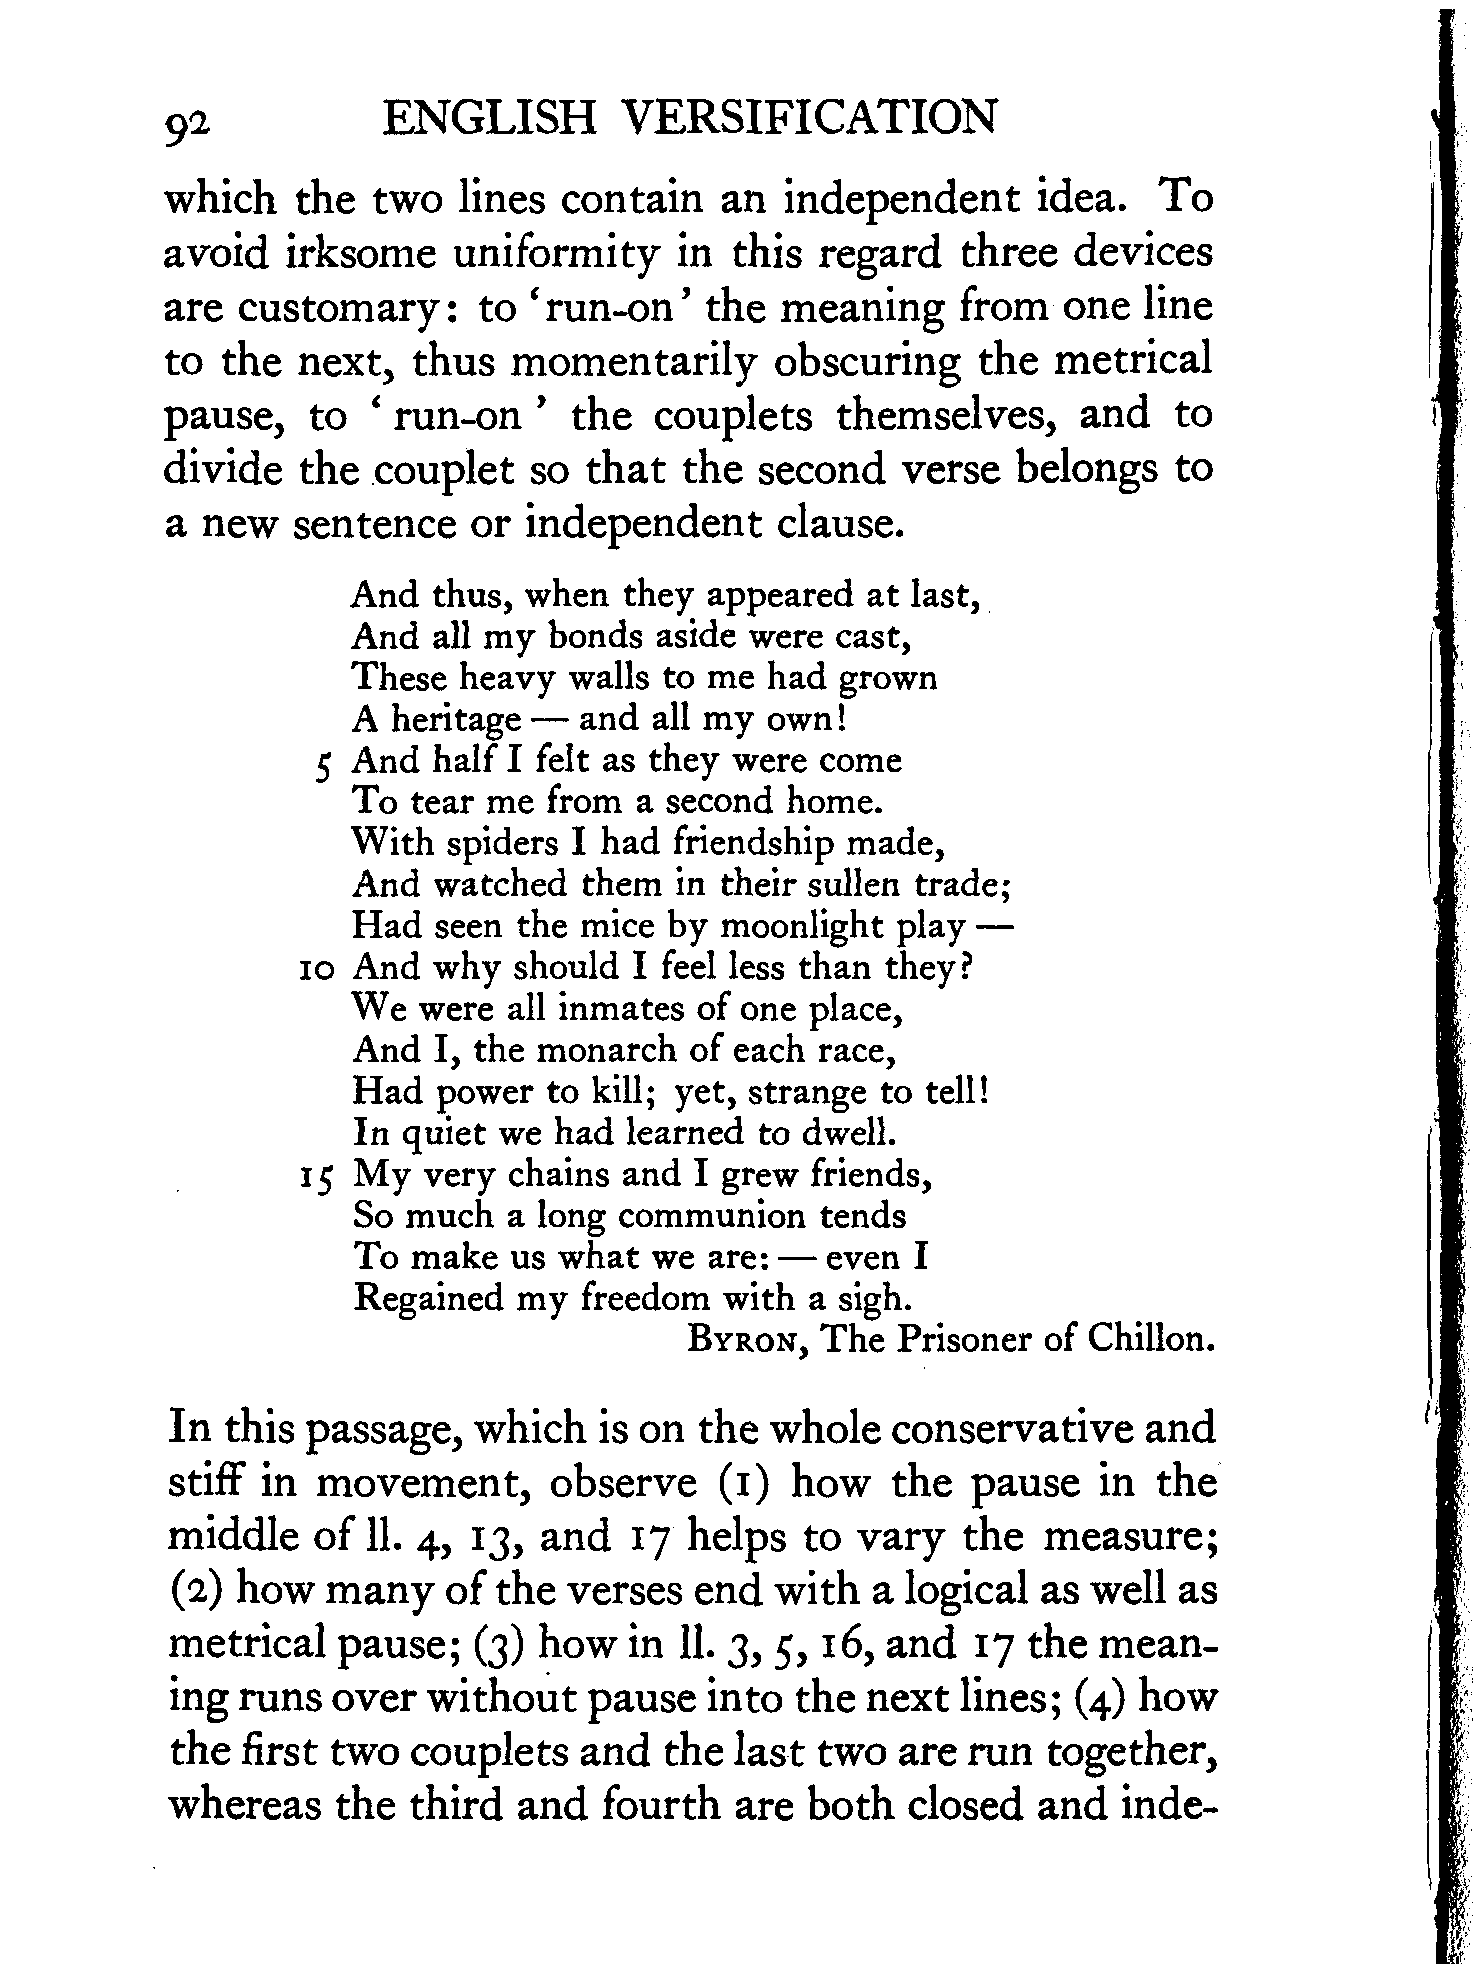 92 ENGLISH VERSIFICATION
which the two lines contain an independent idea. To
avoid irksome uniformity in this regard three devices
are customary: to ‘run-on’ the meaning from one line
to the next, thus momentarily obscuring the metrical
pause, to ‘run-on’ the couplets themselves, and to
divide the couplet so that the second verse belongs to
a new sentence or independent clause.
And thus, when they appeared at last,
And all my bonds aside were cast,
These heavy walls to me had grown
A heritage — and all my own!
5 And half I felt as they were come
To tear me from a second home.
With spiders I had friendship made,
And watched them in their sullen trade;
Had seen the mice by moonlight play —
10 And why should I feel less than they?
We were all inmates of one place,
And I, the monarch of each race,
Had power to kill; yet, strange to tell!
In quiet we had learned to dwell.
15 My very chains and I grew friends,
So much a long communion tends
To make us what we are: — even I
Regained my freedom with a sigh.
BYRON, The Prisoner of Chillon.
In this passage, which is on the whole conservative and
stiff in movement, observe (1) how the pause in the
middle of ll. 4, 13, and 17 helps to vary the measure;
(2) how many of the verses end with a logical as well as
metrical pause; (3) how in ll. 3, 5, 16, and 17 the mean-
ing runs over without pause into the next lines; (4) how
the first two couplets and the last two are run together,
whereas the third and fourth are both closed and inde-